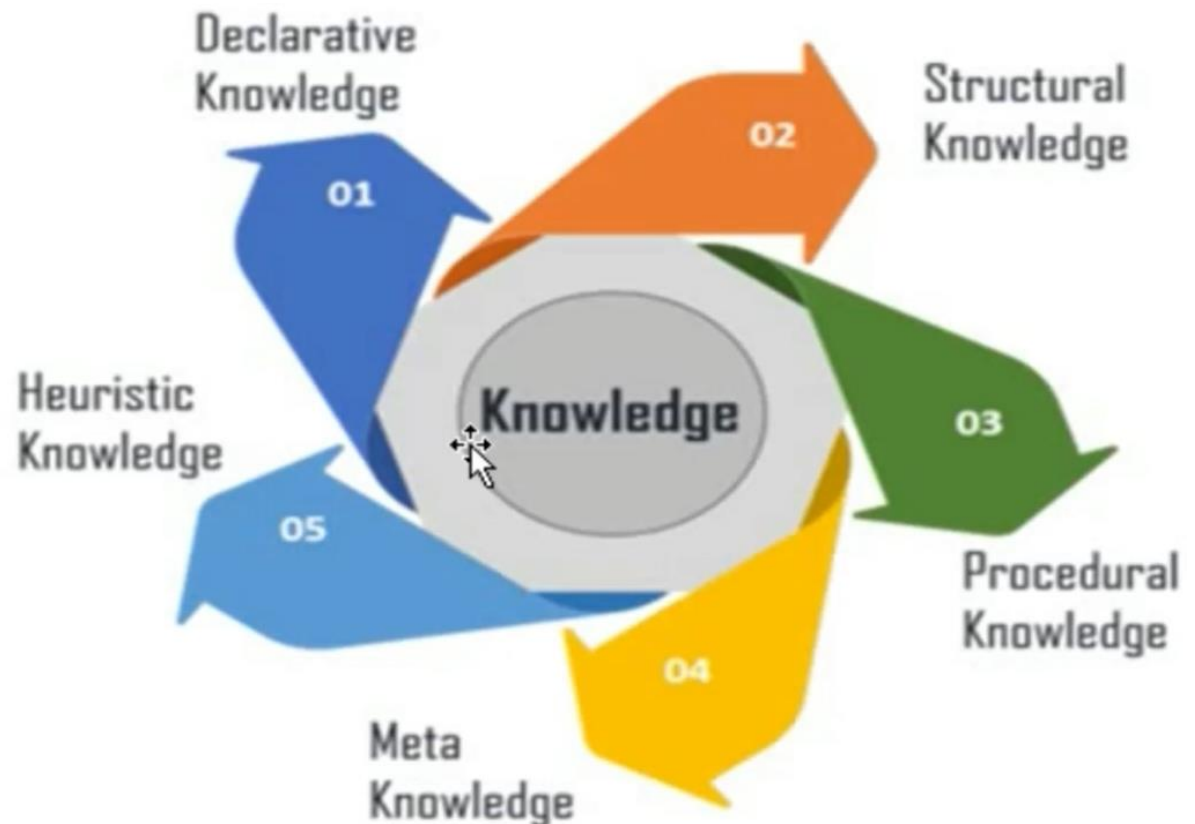 Declarative
Knowledge
01
02
Structural
Knowledge
03
Procedural
Knowledge
04
Meta
Knowledge
05
Heuristic
Knowledge
Knowledge